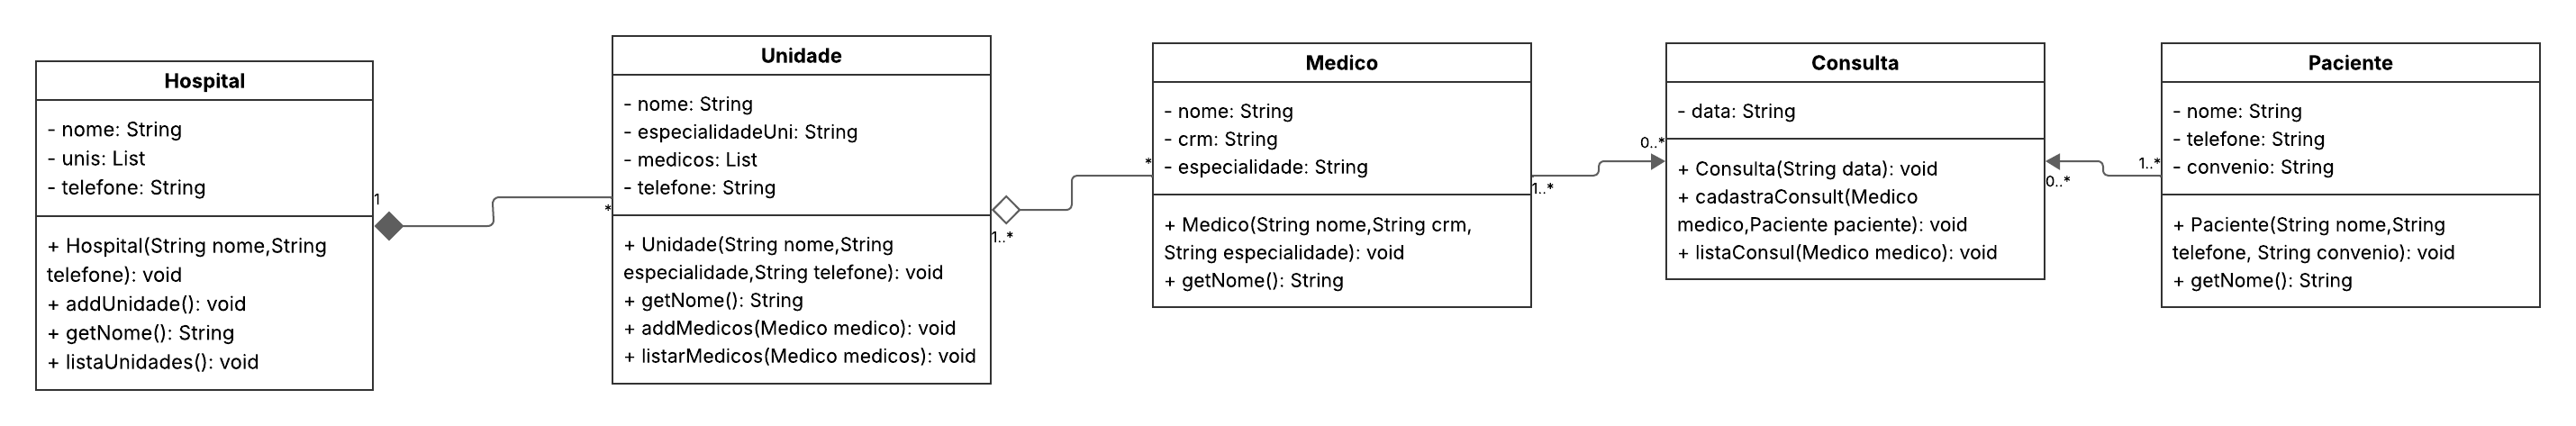 Hospital
- nome: String
- unis: List
- telefone: String
+ Hospital(String nome,String
telefone): void
+ addUnidade(): void
+ getNome(): String
+ listaUnidades(): void
1
*
Unidade
- nome: String
- especialidadeUni: String
- medicos: List
- telefone: String
+ Unidade(String nome,String
especialidade,String telefone): void
+ getNome(): String
+ addMedicos(Medico medico): void
+ listarMedicos(Medico medicos): void
1..*
*
Medico
- nome: String
- crm: String
- especialidade: String
+ Medico(String nome,String crm,
String especialidade): void
+ getNome(): String
1..*
0..*
Consulta
- data: String
+ Consulta(String data): void
+ cadastraConsult(Medico
medico,Paciente paciente): void
+ listaConsul(Medico medico): void
0..*
1..*
Paciente
- nome: String
- telefone: String
- convenio: String
+ Paciente(String nome,String
telefone, String convenio): void
+ getNome(): String